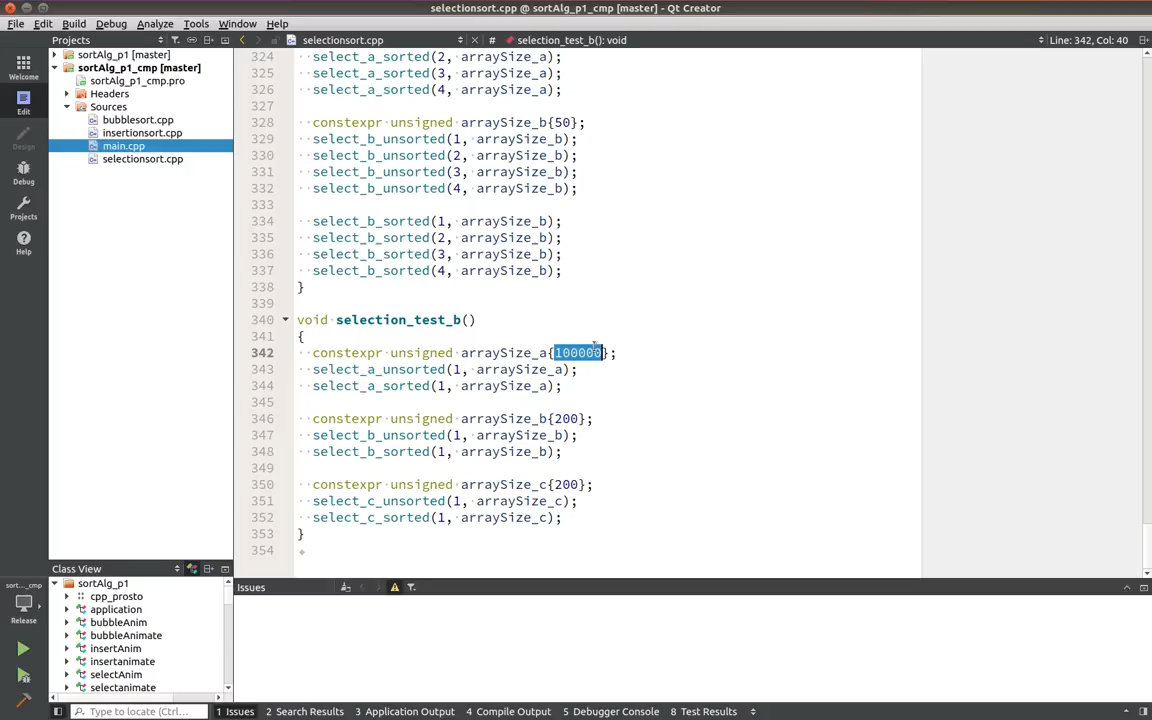 selectionsort.cpp @ sortAlg_p1_cmp [master] - Qt Creator
File Edit Build Debug Analyze Tools Window Help
Projects selectionsort.cpp # selection_test_b(): void Line: 342, Col: 40
Welcome
Edit
Design
Debug
Projects
Help
sortAlg_p1 [master]
sortAlg_p1_cmp [master]
sortAlg_p1_cmp.pro
Headers
Sources
bubblesort.cpp
insertionsort.cpp
main.cpp
selectionsort.cpp
324 select_a_sorted(2, arraySize_a);
325 select_a_sorted(3, arraySize_a);
326 select_a_sorted(4, arraySize_a);
327
328 constexpr unsigned arraySize_b{50};
329 select_b_unsorted(1, arraySize_b);
330 select_b_unsorted(2, arraySize_b);
331 select_b_unsorted(3, arraySize_b);
332 select_b_unsorted(4, arraySize_b);
333
334 select_b_sorted(1, arraySize_b);
335 select_b_sorted(2, arraySize_b);
336 select_b_sorted(3, arraySize_b);
337 select_b_sorted(4, arraySize_b);
338 }
339
340 void selection_test_b()
341 {
342 constexpr unsigned arraySize_a{100000};
343 select_a_unsorted(1, arraySize_a);
344 select_a_sorted(1, arraySize_a);
345
346 constexpr unsigned arraySize_b{200};
347 select_b_unsorted(1, arraySize_b);
348 select_b_sorted(1, arraySize_b);
349
350 constexpr unsigned arraySize_c{200};
351 select_c_unsorted(1, arraySize_c);
352 select_c_sorted(1, arraySize_c);
353 }
354
Class View
sortAlg_p1
cpp_prosto
application
bubbleAnim
bubbleAnimate
insertAnim
insertanimate
selectAnim
selectanimate
Issues
sort..._cmp
Release
Type to locate (Ctrl... 1 Issues 2 Search Results 3 Application Output 4 Compile Output 5 Debugger Console 8 Test Results